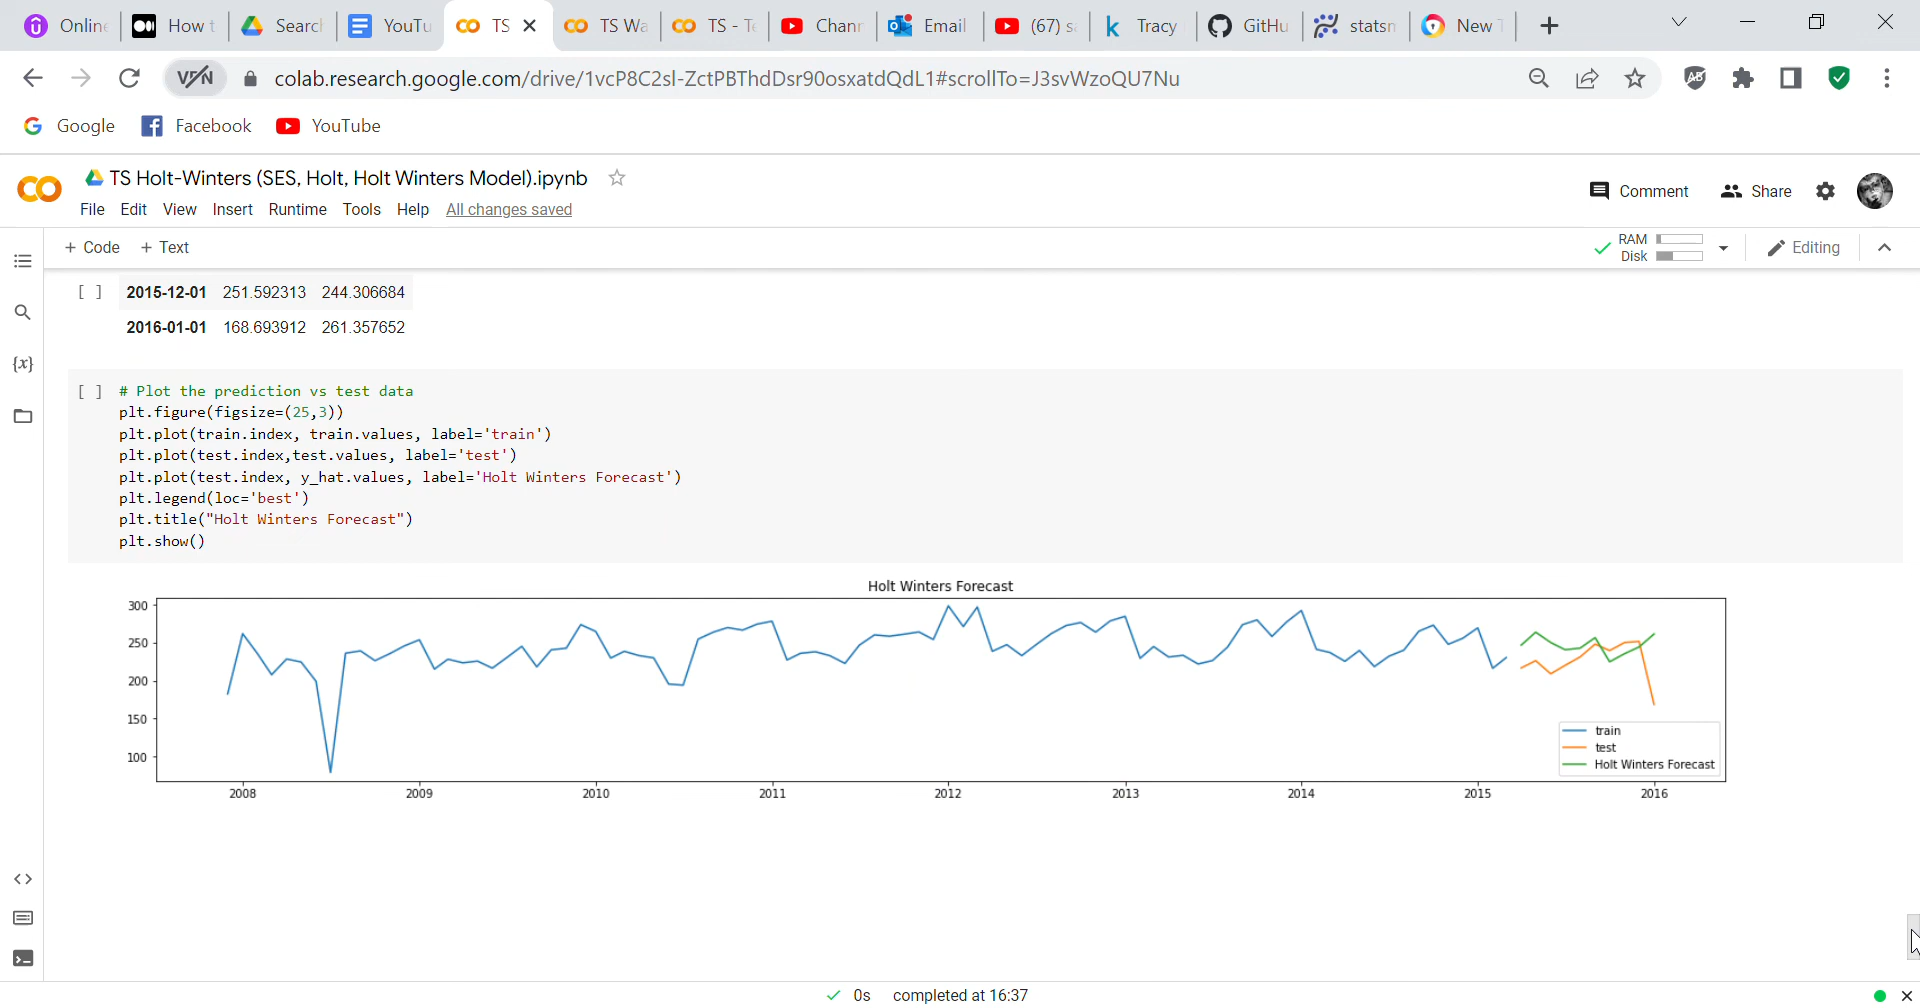 Online How t Search YouTu TS TS Wa TS - Te Chann Email (67) sa Tracy GitHu statsn New T
VPN colab.research.google.com/drive/1vcP8C2sl-ZctPBThdDsr90osxatdQdL1#scrollTo=J3svWzoQU7Nu
Google Facebook YouTube
TS Holt-Winters (SES, Holt, Holt Winters Model).ipynb
Comment Share
File Edit View Insert Runtime Tools Help All changes saved
+ Code + Text
RAM
Disk
Editing
[ ] 2015-12-01 251.592313 244.306684
2016-01-01 168.693912 261.357652
[ ] # Plot the prediction vs test data
plt.figure(figsize=(25,3))
plt.plot(train.index, train.values, label='train')
plt.plot(test.index,test.values, label='test')
plt.plot(test.index, y_hat.values, label='Holt Winters Forecast')
plt.legend(loc='best')
plt.title("Holt Winters Forecast")
plt.show()
Holt Winters Forecast
300
250
200
150
100
train
test
Holt Winters Forecast
2008 2009 2010 2011 2012 2013 2014 2015 2016
0s completed at 16:37